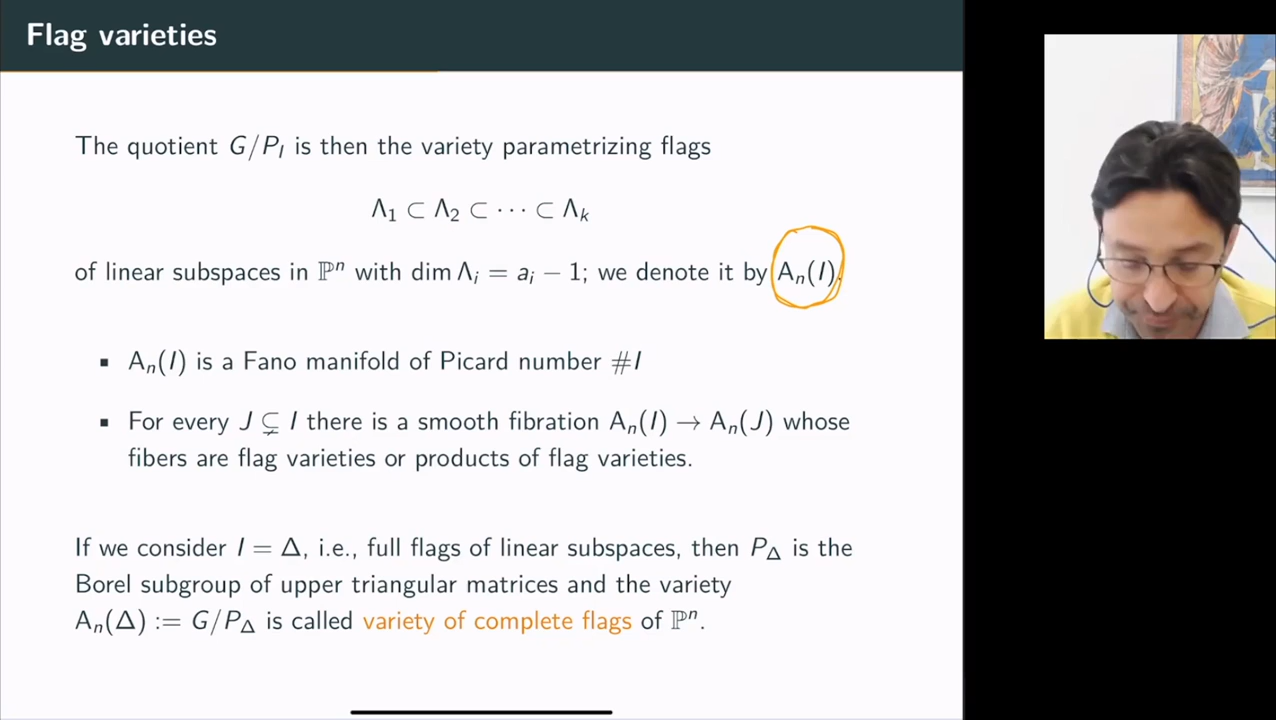 Flag varieties
The quotient G/P_I is then the variety parametrizing flags
Λ₁ ⊂ Λ₂ ⊂ ⋯ ⊂ Λ_k
of linear subspaces in ℙⁿ with dim Λ_i = a_i − 1; we denote it by A_n(I).
▪ A_n(I) is a Fano manifold of Picard number #I
▪ For every J ⊊ I there is a smooth fibration A_n(I) → A_n(J) whose
fibers are flag varieties or products of flag varieties.
If we consider I = Δ, i.e., full flags of linear subspaces, then P_Δ is the
Borel subgroup of upper triangular matrices and the variety
A_n(Δ) := G/P_Δ is called variety of complete flags of ℙⁿ.